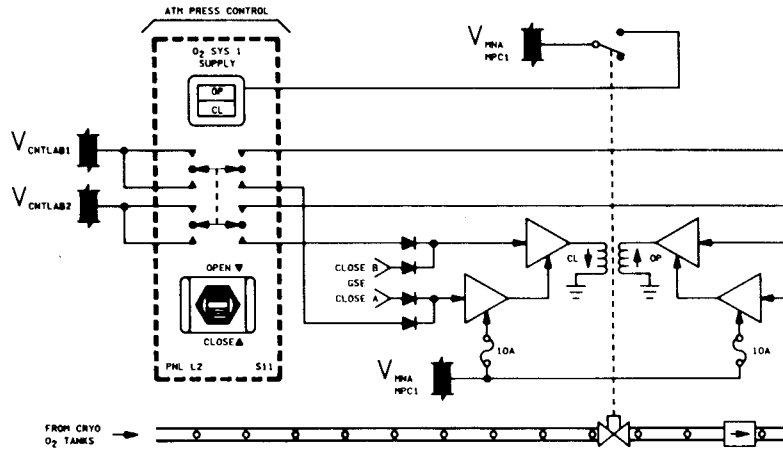 ATM PRESS CONTROL
O2 SYS 1
SUPPLY
OP
CL
V MNA
MPC1
V CNTLAB1
V CNTLAB2
OPEN ▼
CLOSE ▲
PNL L2 S11
CLOSE B
GSE
CLOSE A
CL
OP
10A
10A
V MNA
MPC1
FROM CRYO
O2 TANKS